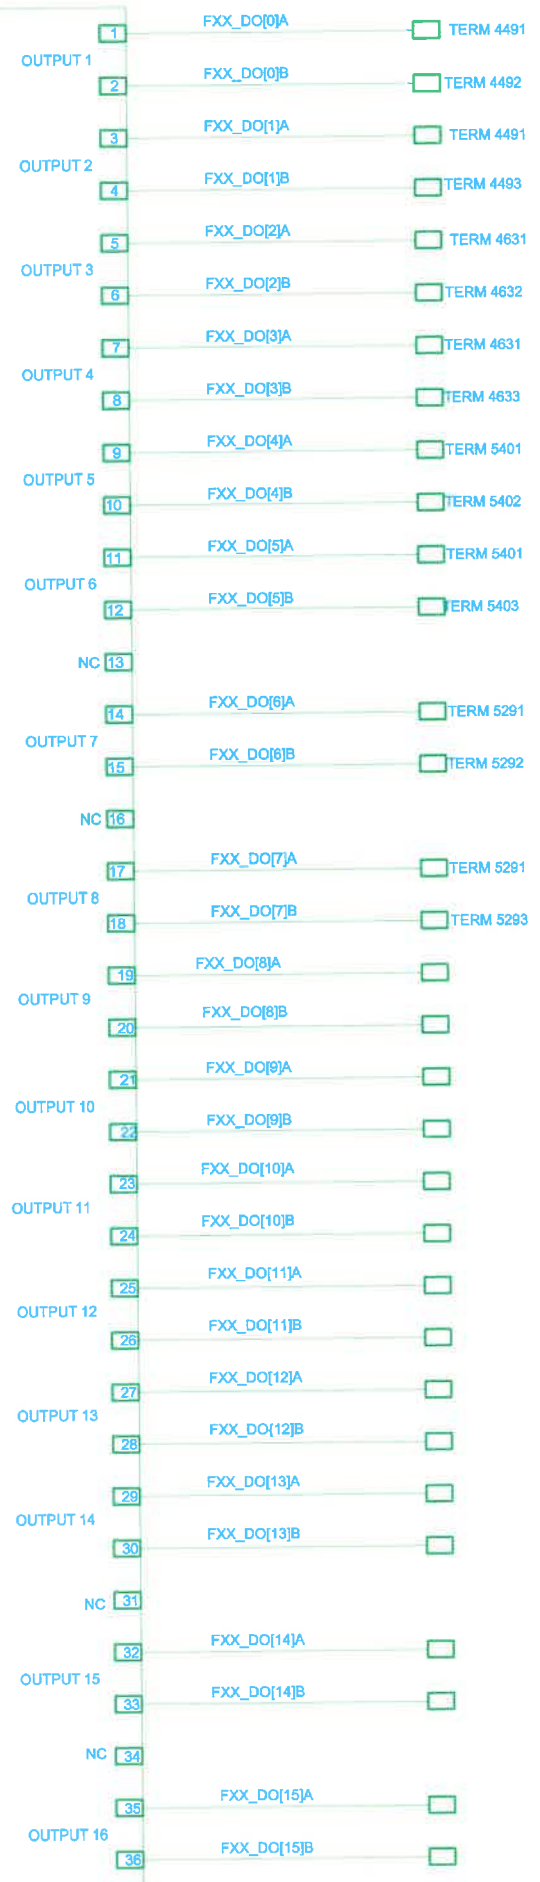 1 FXX_DO[0]A TERM 4491
OUTPUT 1
2 FXX_DO[0]B TERM 4492
3 FXX_DO[1]A TERM 4491
OUTPUT 2
4 FXX_DO[1]B TERM 4493
5 FXX_DO[2]A TERM 4631
OUTPUT 3
6 FXX_DO[2]B TERM 4632
7 FXX_DO[3]A TERM 4631
OUTPUT 4
8 FXX_DO[3]B TERM 4633
9 FXX_DO[4]A TERM 5401
OUTPUT 5
10 FXX_DO[4]B TERM 5402
11 FXX_DO[5]A TERM 5401
OUTPUT 6
12 FXX_DO[5]B TERM 5403
NC 13
14 FXX_DO[6]A TERM 5291
OUTPUT 7
15 FXX_DO[6]B TERM 5292
NC 16
17 FXX_DO[7]A TERM 5291
OUTPUT 8
18 FXX_DO[7]B TERM 5293
19 FXX_DO[8]A
OUTPUT 9
20 FXX_DO[8]B
21 FXX_DO[9]A
OUTPUT 10
22 FXX_DO[9]B
23 FXX_DO[10]A
OUTPUT 11
24 FXX_DO[10]B
25 FXX_DO[11]A
OUTPUT 12
26 FXX_DO[11]B
27 FXX_DO[12]A
OUTPUT 13
28 FXX_DO[12]B
29 FXX_DO[13]A
OUTPUT 14
30 FXX_DO[13]B
NC 31
32 FXX_DO[14]A
OUTPUT 15
33 FXX_DO[14]B
NC 34
35 FXX_DO[15]A
OUTPUT 16
36 FXX_DO[15]B